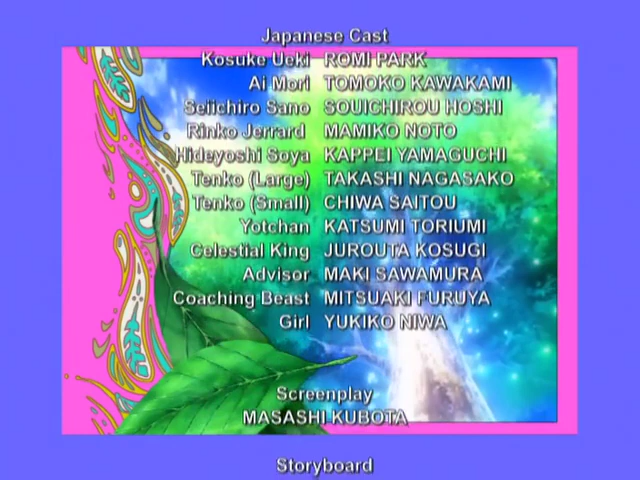 Japanese Cast
Kosuke Ueki ROMI PARK
Ai Mori TOMOKO KAWAKAMI
Seiichiro Sano SOUICHIROU HOSHI
Rinko Jerrard MAMIKO NOTO
Hideyoshi Soya KAPPEI YAMAGUCHI
Tenko (Large) TAKASHI NAGASAKO
Tenko (Small) CHIWA SAITOU
Yotchan KATSUMI TORIUMI
Celestial King JUROUTA KOSUGI
Advisor MAKI SAWAMURA
Coaching Beast MITSUAKI FURUYA
Girl YUKIKO NIWA
Screenplay
MASASHI KUBOTA
Storyboard